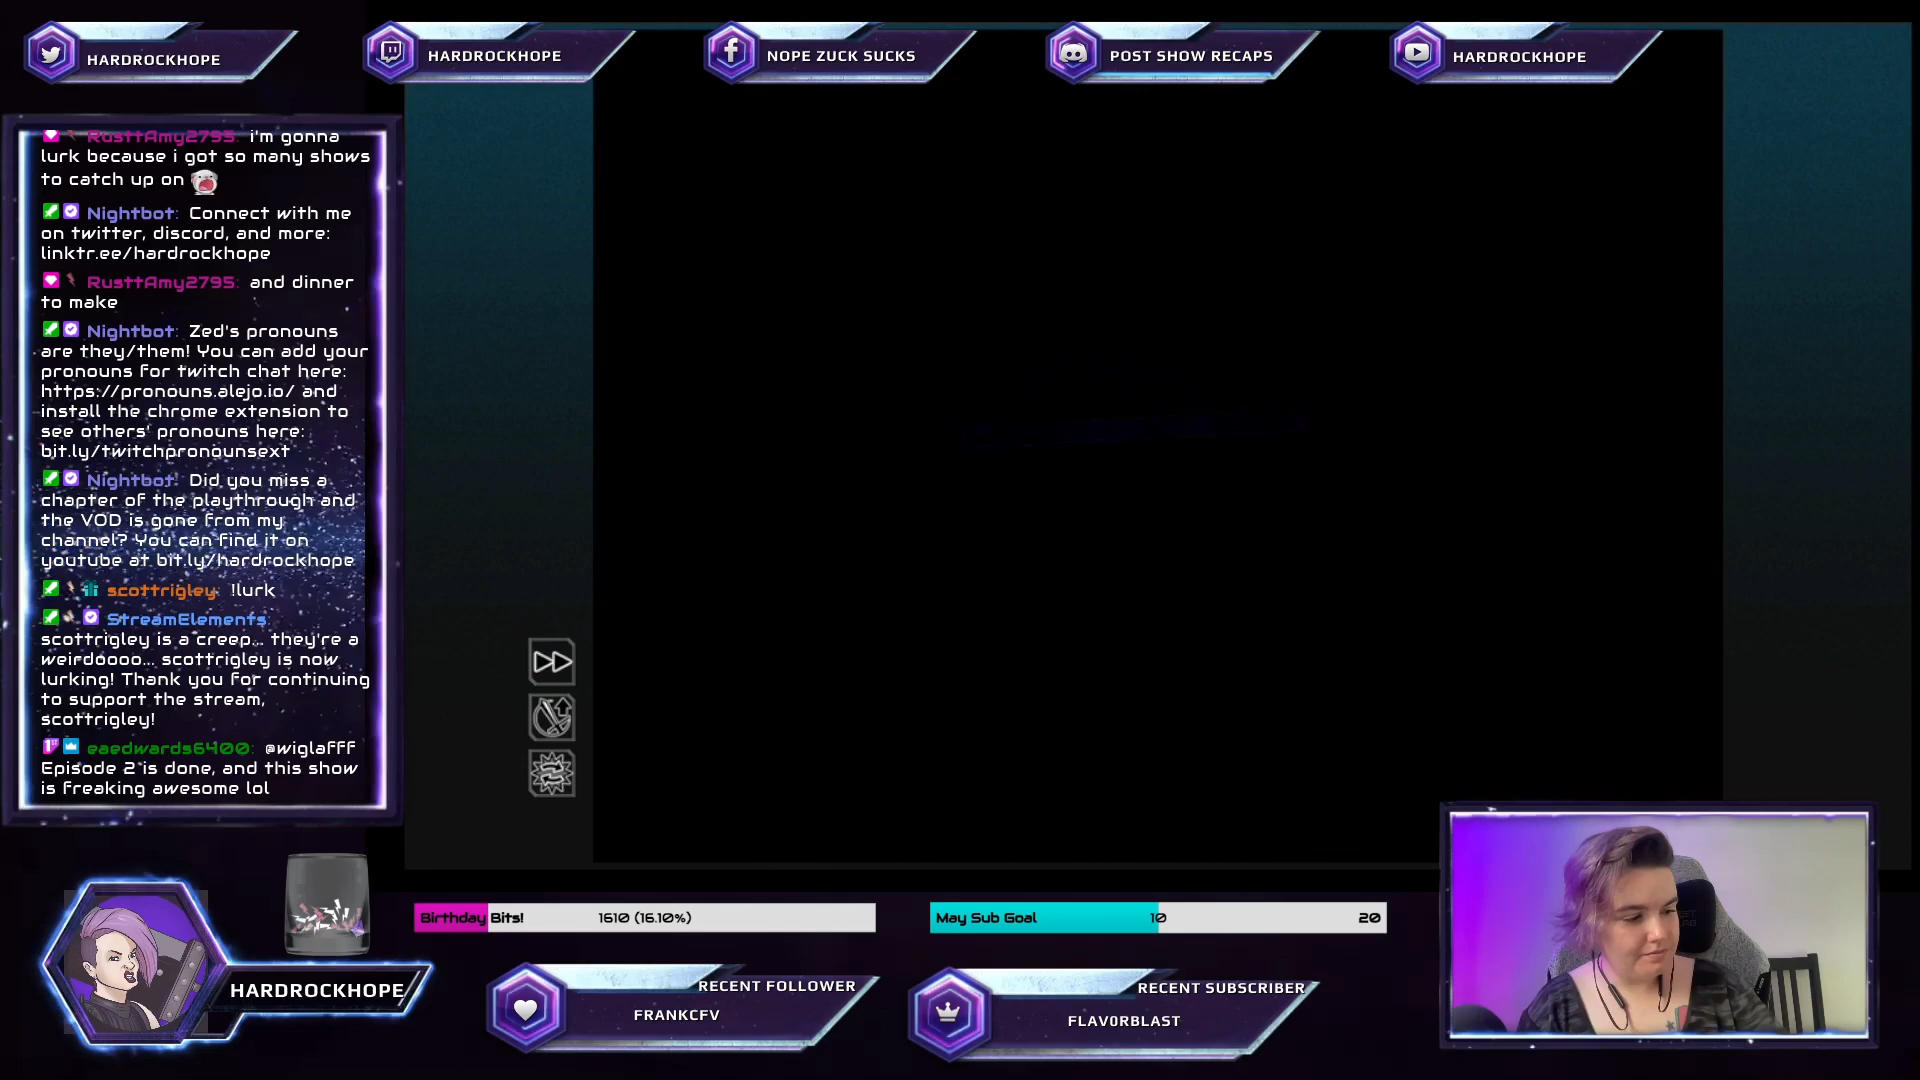 HARDROCKHOPE
HARDROCKHOPE
NOPE ZUCK SUCKS
POST SHOW RECAPS
HARDROCKHOPE
RusttAmy2795: i'm gonna
lurk because i got so many shows
to catch up on
Nightbot: Connect with me
on twitter, discord, and more:
linktr.ee/hardrockhope
RusttAmy2795: and dinner
to make
Nightbot: Zed's pronouns
are they/them! You can add your
pronouns for twitch chat here:
https://pronouns.alejo.io/ and
install the chrome extension to
see others' pronouns here:
bit.ly/twitchpronounsext
Nightbot: Did you miss a
chapter of the playthrough and
the VOD is gone from my
channel? You can find it on
youtube at bit.ly/hardrockhope
scottrigley: !lurk
StreamElements:
scottrigley is a creep... they're a
weirdoooo... scottrigley is now
lurking! Thank you for continuing
to support the stream,
scottrigley!
eaedwards6400: @wiglafff
Episode 2 is done, and this show
is freaking awesome lol
HARDROCKHOPE
Birthday Bits! 1610 (16.10%)
May Sub Goal 10 20
RECENT FOLLOWER
FRANKCFV
RECENT SUBSCRIBER
FLAV0RBLAST